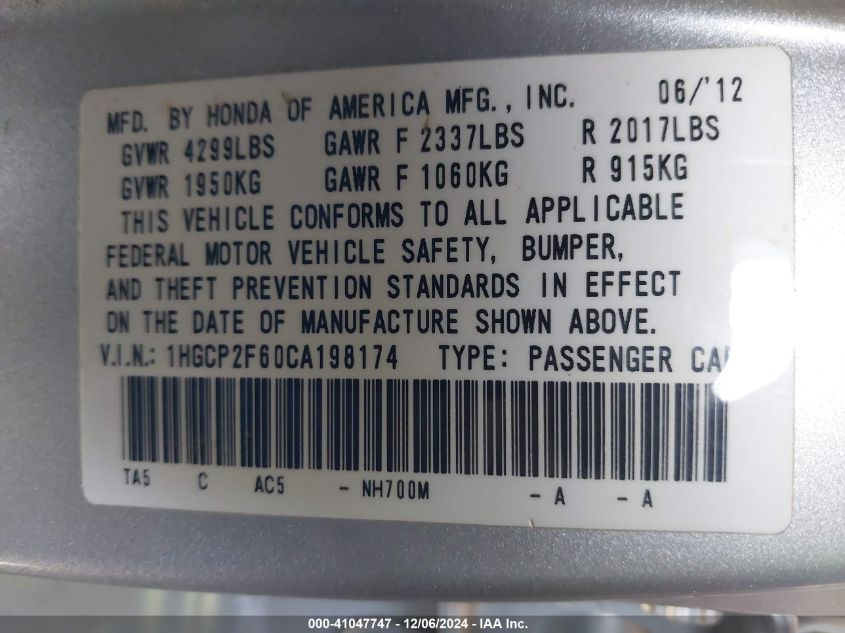 MFD. BY HONDA OF AMERICA MFG., INC. 06/'12
GVWR 4299LBS GAWR F 2337LBS R 2017LBS
GVWR 1950KG GAWR F 1060KG R 915KG
THIS VEHICLE CONFORMS TO ALL APPLICABLE
FEDERAL MOTOR VEHICLE SAFETY, BUMPER,
AND THEFT PREVENTION STANDARDS IN EFFECT
ON THE DATE OF MANUFACTURE SHOWN ABOVE.
V.I.N.: 1HGCP2F60CA198174 TYPE: PASSENGER
TA5 C AC5 - NH700M - A - A
000-41047747 - 12/06/2024 - IAA Inc.